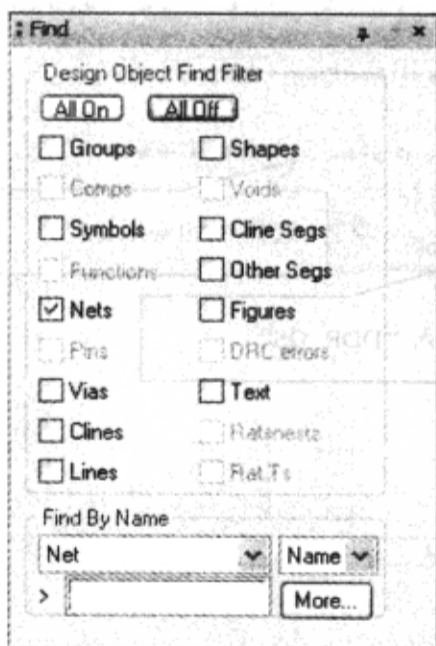 Find
Design Object Find Filter
All On All Off
Groups Shapes
Comps Voids
Symbols Cline Segs
Functions Other Segs
Nets Figures
Pins DRC errors
Vias Text
Clines Ratsnests
Lines Rat Ts
Find By Name
Net Name
> More...